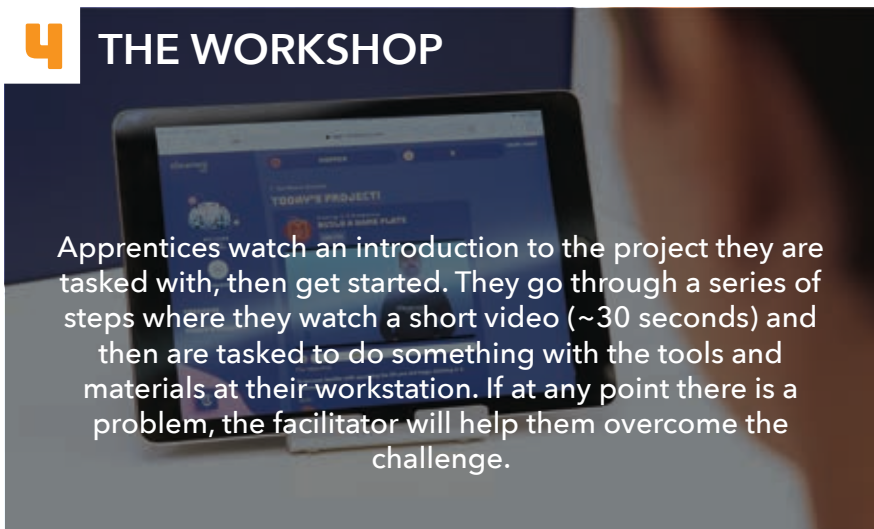 4 THE WORKSHOP
TODAY'S PROJECT!
BUILD A NAME PLATE
Apprentices watch an introduction to the project they are
tasked with, then get started. They go through a series of
steps where they watch a short video (~30 seconds) and
then are tasked to do something with the tools and
materials at their workstation. If at any point there is a
problem, the facilitator will help them overcome the
challenge.